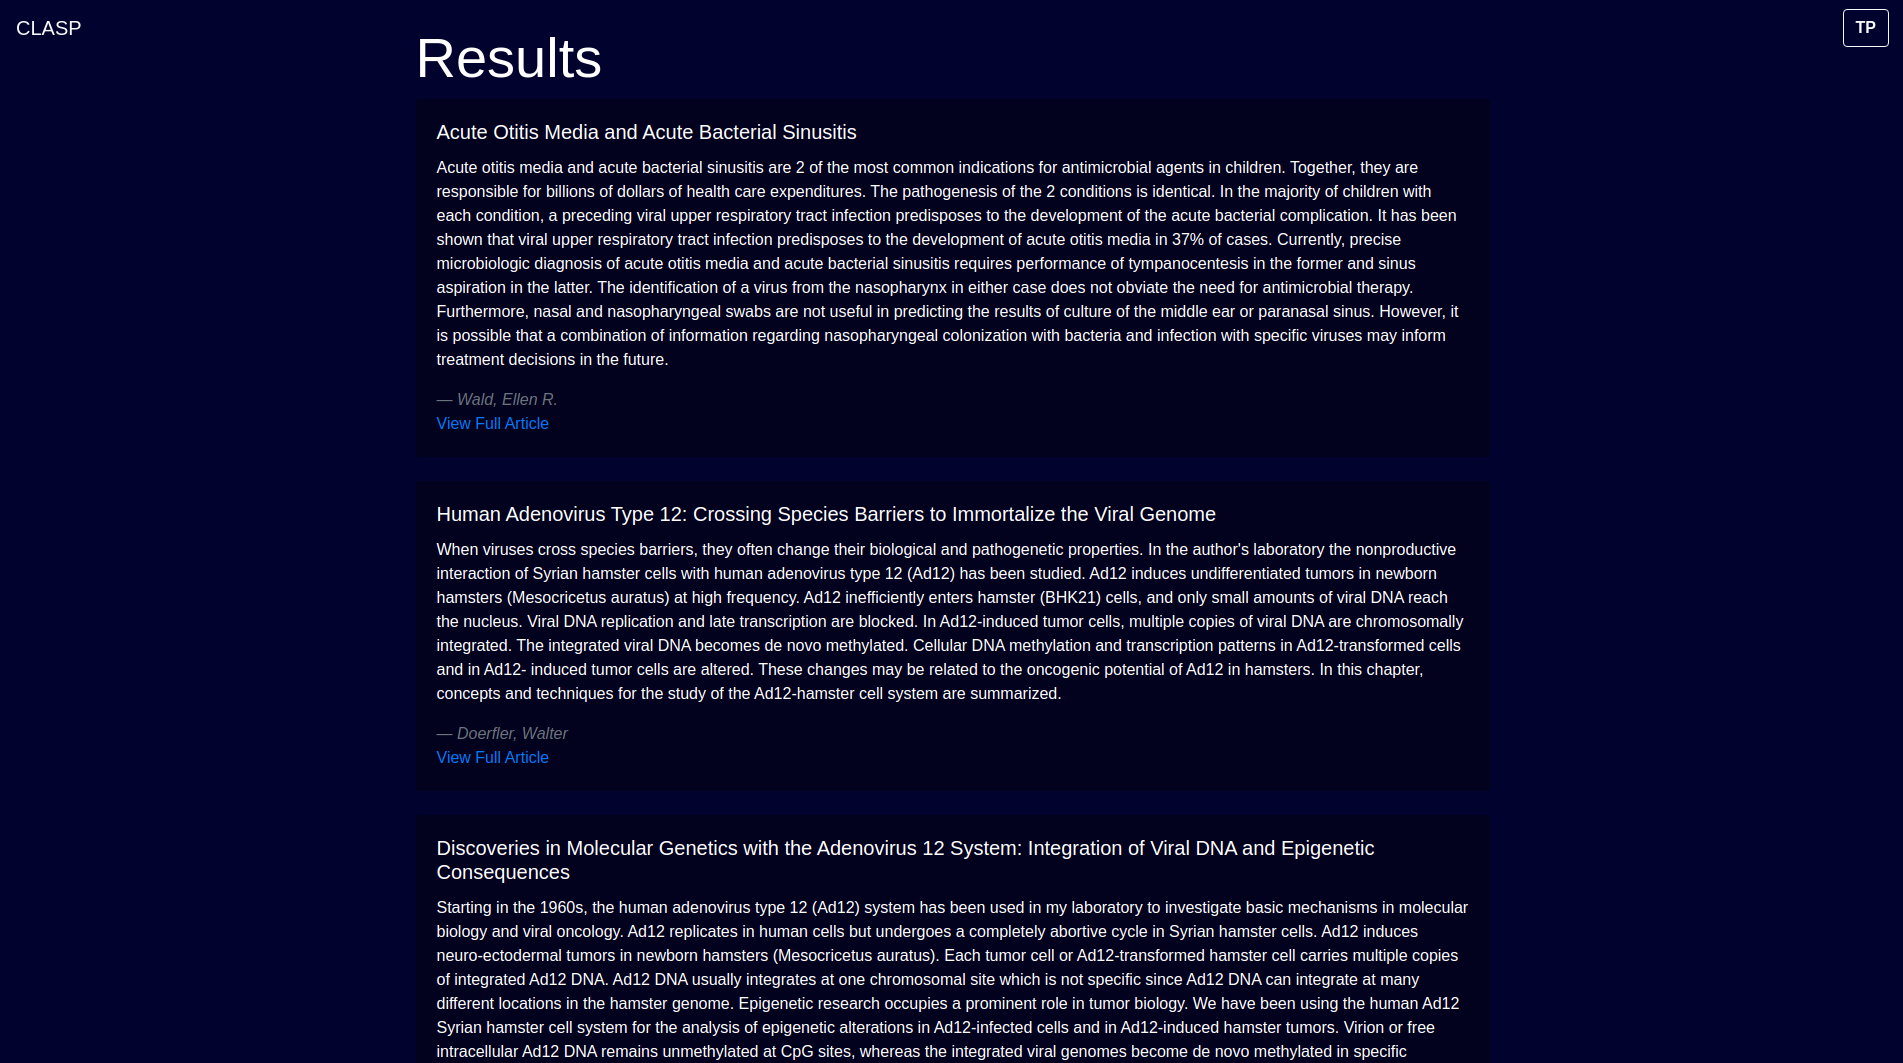 CLASP
TP
Results
Acute Otitis Media and Acute Bacterial Sinusitis
Acute otitis media and acute bacterial sinusitis are 2 of the most common indications for antimicrobial agents in children. Together, they are
responsible for billions of dollars of health care expenditures. The pathogenesis of the 2 conditions is identical. In the majority of children with
each condition, a preceding viral upper respiratory tract infection predisposes to the development of the acute bacterial complication. It has been
shown that viral upper respiratory tract infection predisposes to the development of acute otitis media in 37% of cases. Currently, precise
microbiologic diagnosis of acute otitis media and acute bacterial sinusitis requires performance of tympanocentesis in the former and sinus
aspiration in the latter. The identification of a virus from the nasopharynx in either case does not obviate the need for antimicrobial therapy.
Furthermore, nasal and nasopharyngeal swabs are not useful in predicting the results of culture of the middle ear or paranasal sinus. However, it
is possible that a combination of information regarding nasopharyngeal colonization with bacteria and infection with specific viruses may inform
treatment decisions in the future.
— Wald, Ellen R.
View Full Article
Human Adenovirus Type 12: Crossing Species Barriers to Immortalize the Viral Genome
When viruses cross species barriers, they often change their biological and pathogenetic properties. In the author's laboratory the nonproductive
interaction of Syrian hamster cells with human adenovirus type 12 (Ad12) has been studied. Ad12 induces undifferentiated tumors in newborn
hamsters (Mesocricetus auratus) at high frequency. Ad12 inefficiently enters hamster (BHK21) cells, and only small amounts of viral DNA reach
the nucleus. Viral DNA replication and late transcription are blocked. In Ad12-induced tumor cells, multiple copies of viral DNA are chromosomally
integrated. The integrated viral DNA becomes de novo methylated. Cellular DNA methylation and transcription patterns in Ad12-transformed cells
and in Ad12- induced tumor cells are altered. These changes may be related to the oncogenic potential of Ad12 in hamsters. In this chapter,
concepts and techniques for the study of the Ad12-hamster cell system are summarized.
— Doerfler, Walter
View Full Article
Discoveries in Molecular Genetics with the Adenovirus 12 System: Integration of Viral DNA and Epigenetic
Consequences
Starting in the 1960s, the human adenovirus type 12 (Ad12) system has been used in my laboratory to investigate basic mechanisms in molecular
biology and viral oncology. Ad12 replicates in human cells but undergoes a completely abortive cycle in Syrian hamster cells. Ad12 induces
neuro-ectodermal tumors in newborn hamsters (Mesocricetus auratus). Each tumor cell or Ad12-transformed hamster cell carries multiple copies
of integrated Ad12 DNA. Ad12 DNA usually integrates at one chromosomal site which is not specific since Ad12 DNA can integrate at many
different locations in the hamster genome. Epigenetic research occupies a prominent role in tumor biology. We have been using the human Ad12
Syrian hamster cell system for the analysis of epigenetic alterations in Ad12-infected cells and in Ad12-induced hamster tumors. Virion or free
intracellular Ad12 DNA remains unmethylated at CpG sites, whereas the integrated viral genomes become de novo methylated in specific